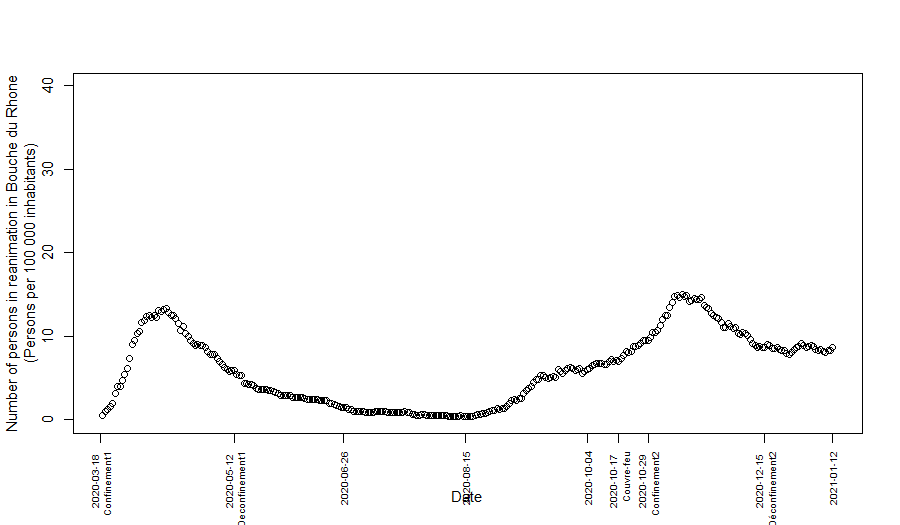 Number of persons in reanimation in Bouche du Rhone
(Persons per 100 000 inhabitants)
40
30
20
10
0
2020-03-18
Confinement1
2020-05-12
Deconfinement1
2020-06-26
2020-08-15
2020-10-04
2020-10-17
Couvre-feu
2020-10-29
Confinement2
2020-12-15
Déconfinement2
2021-01-12
Date